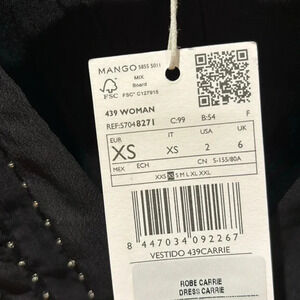 MANGO 5855 5011
FSC
MIX
Board
FSC® C127915
439 WOMAN C:99 B:54 F
REF:57048271
EUR IT USA UK
XS XS 2 6
MEX ECH CN S-155/80A
XXS XS S M L XL XXL
8 447034 092267
VESTIDO 439CARRIE
ROBE CARRIE
DRESS CARRIE